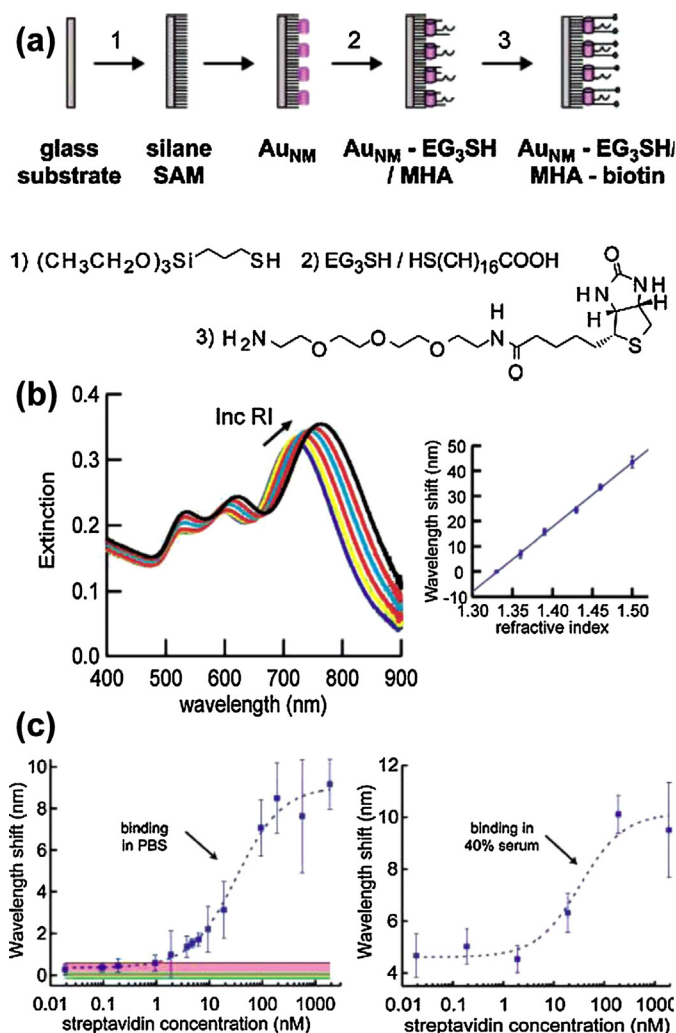 (a)
1
2
3
glass substrate
silane SAM
AuNM
AuNM - EG3SH / MHA
AuNM - EG3SH/ MHA - biotin
1) (CH3CH2O)3Si SH 2) EG3SH / HS(CH)16COOH
3) H2N O O O H N O O HN NH H H S
(b)
0.4
0.3
0.2
0.1
0.0
Extinction
Inc RI
400 500 600 700 800 900
wavelength (nm)
50
40
30
20
10
0
-10
Wavelength shift (nm)
1.30 1.35 1.40 1.43 1.45 1.50
refractive index
(c)
10
8
6
4
2
0
Wavelength shift (nm)
binding in PBS
0.01 0.1 1 10 100 1000
streptavidin concentration (nM)
12
10
8
6
4
Wavelength shift (nm)
binding in 40% serum
0.01 0.1 1 10 100 1000
streptavidin concentration (nM)